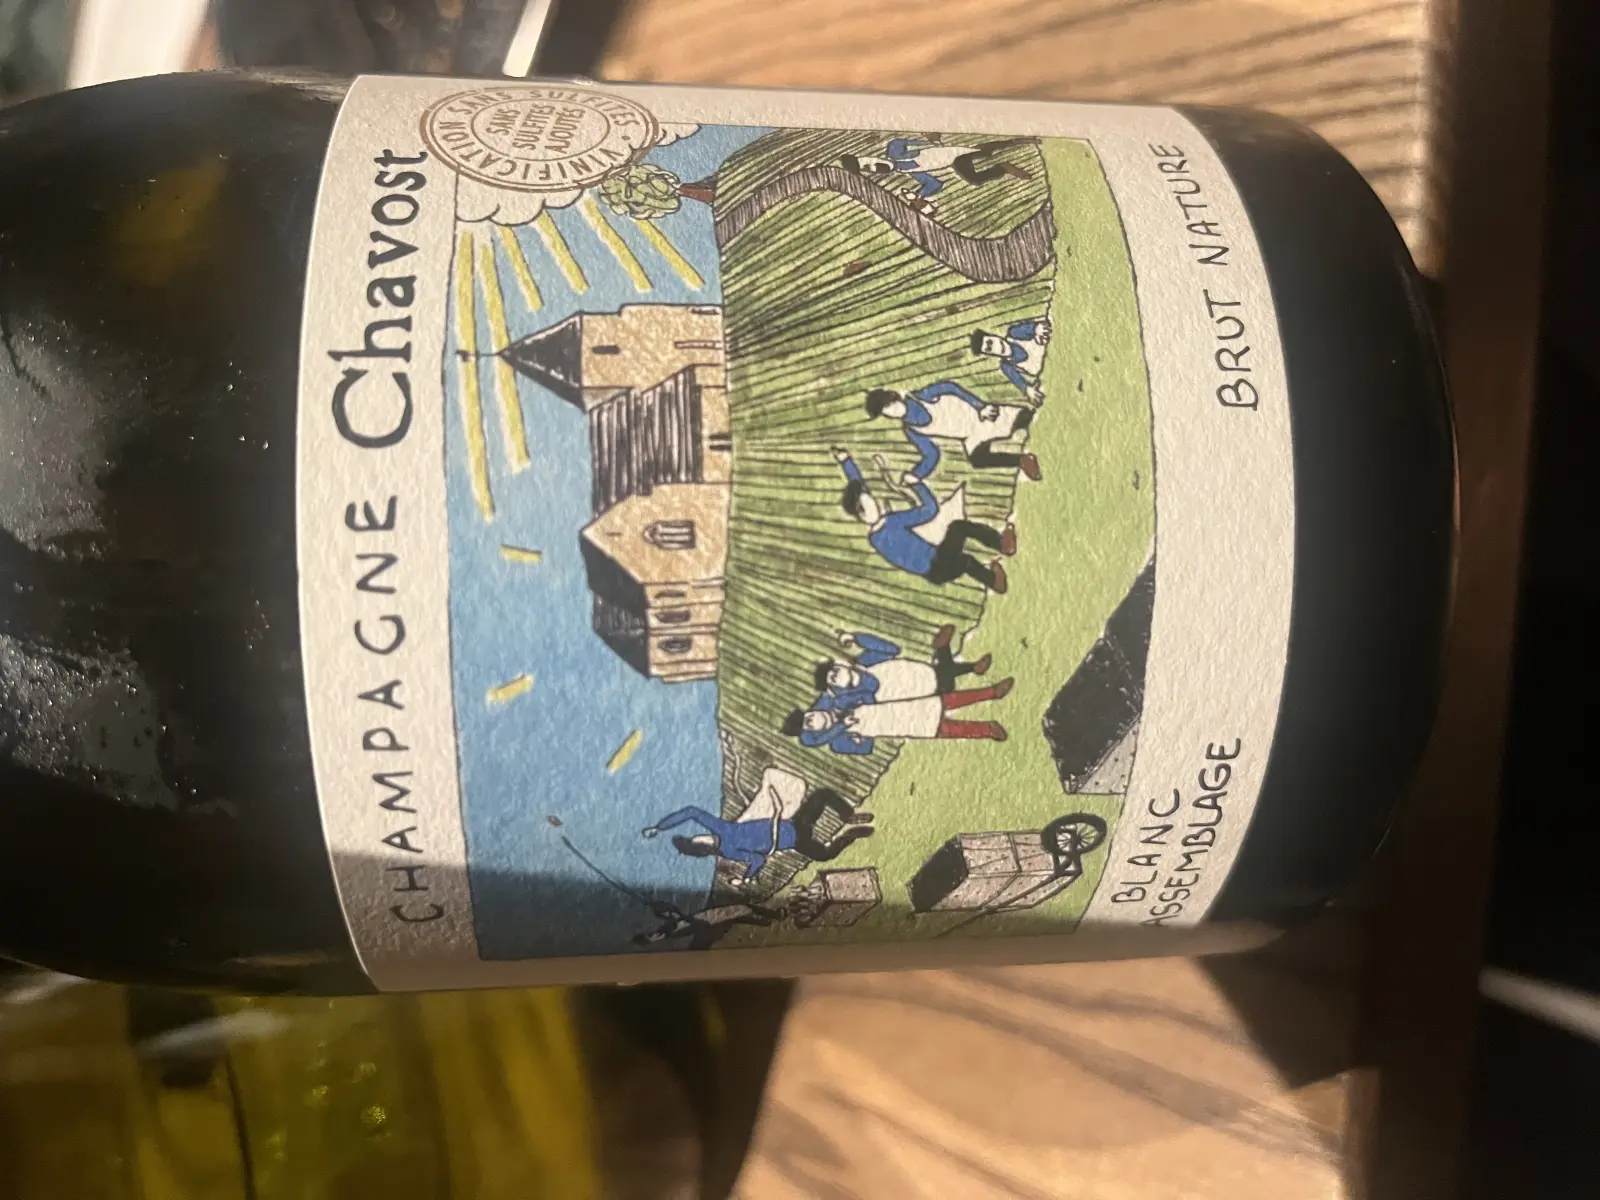 CHAMPAGNE Chavost
VINIFICATION SANS SULFITES
SANS
SULFITES
AJOUTÉS
BLANC
ASSEMBLAGE
BRUT NATURE